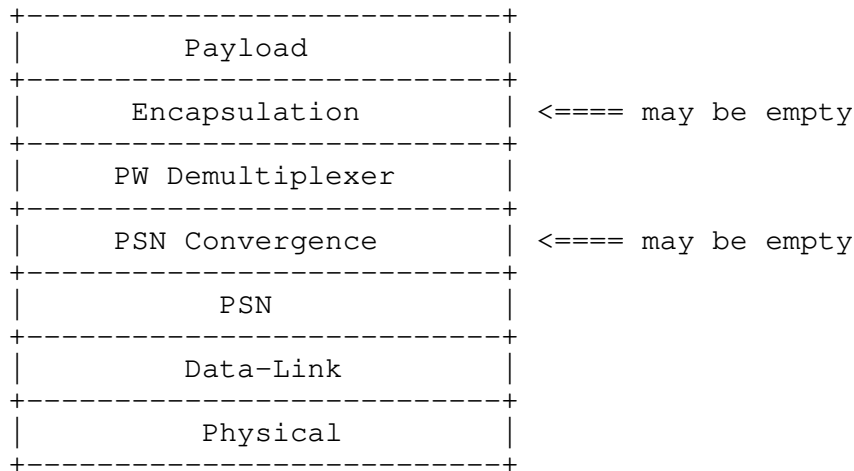 +---------------------------+
|          Payload          |
+---------------------------+
|       Encapsulation       | <==== may be empty
+---------------------------+
|      PW Demultiplexer     |
+---------------------------+
|      PSN Convergence      | <==== may be empty
+---------------------------+
|            PSN            |
+---------------------------+
|          Data-Link        |
+---------------------------+
|           Physical        |
+---------------------------+